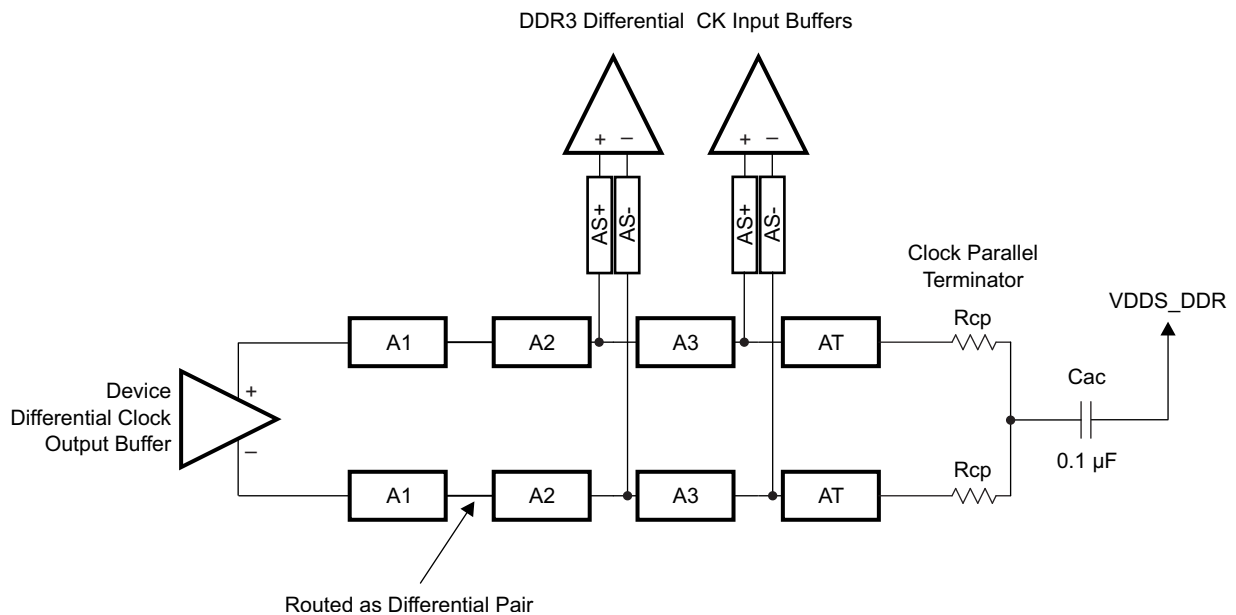 DDR3 Differential CK Input Buffers
+ − + −
AS+ AS- AS+ AS-
Clock Parallel
Terminator
VDDS_DDR
Rcp
A1 A2 A3 AT
Cac
+
Device
Differential Clock
Output Buffer
−
0.1 µF
Rcp
A1 A2 A3 AT
Routed as Differential Pair